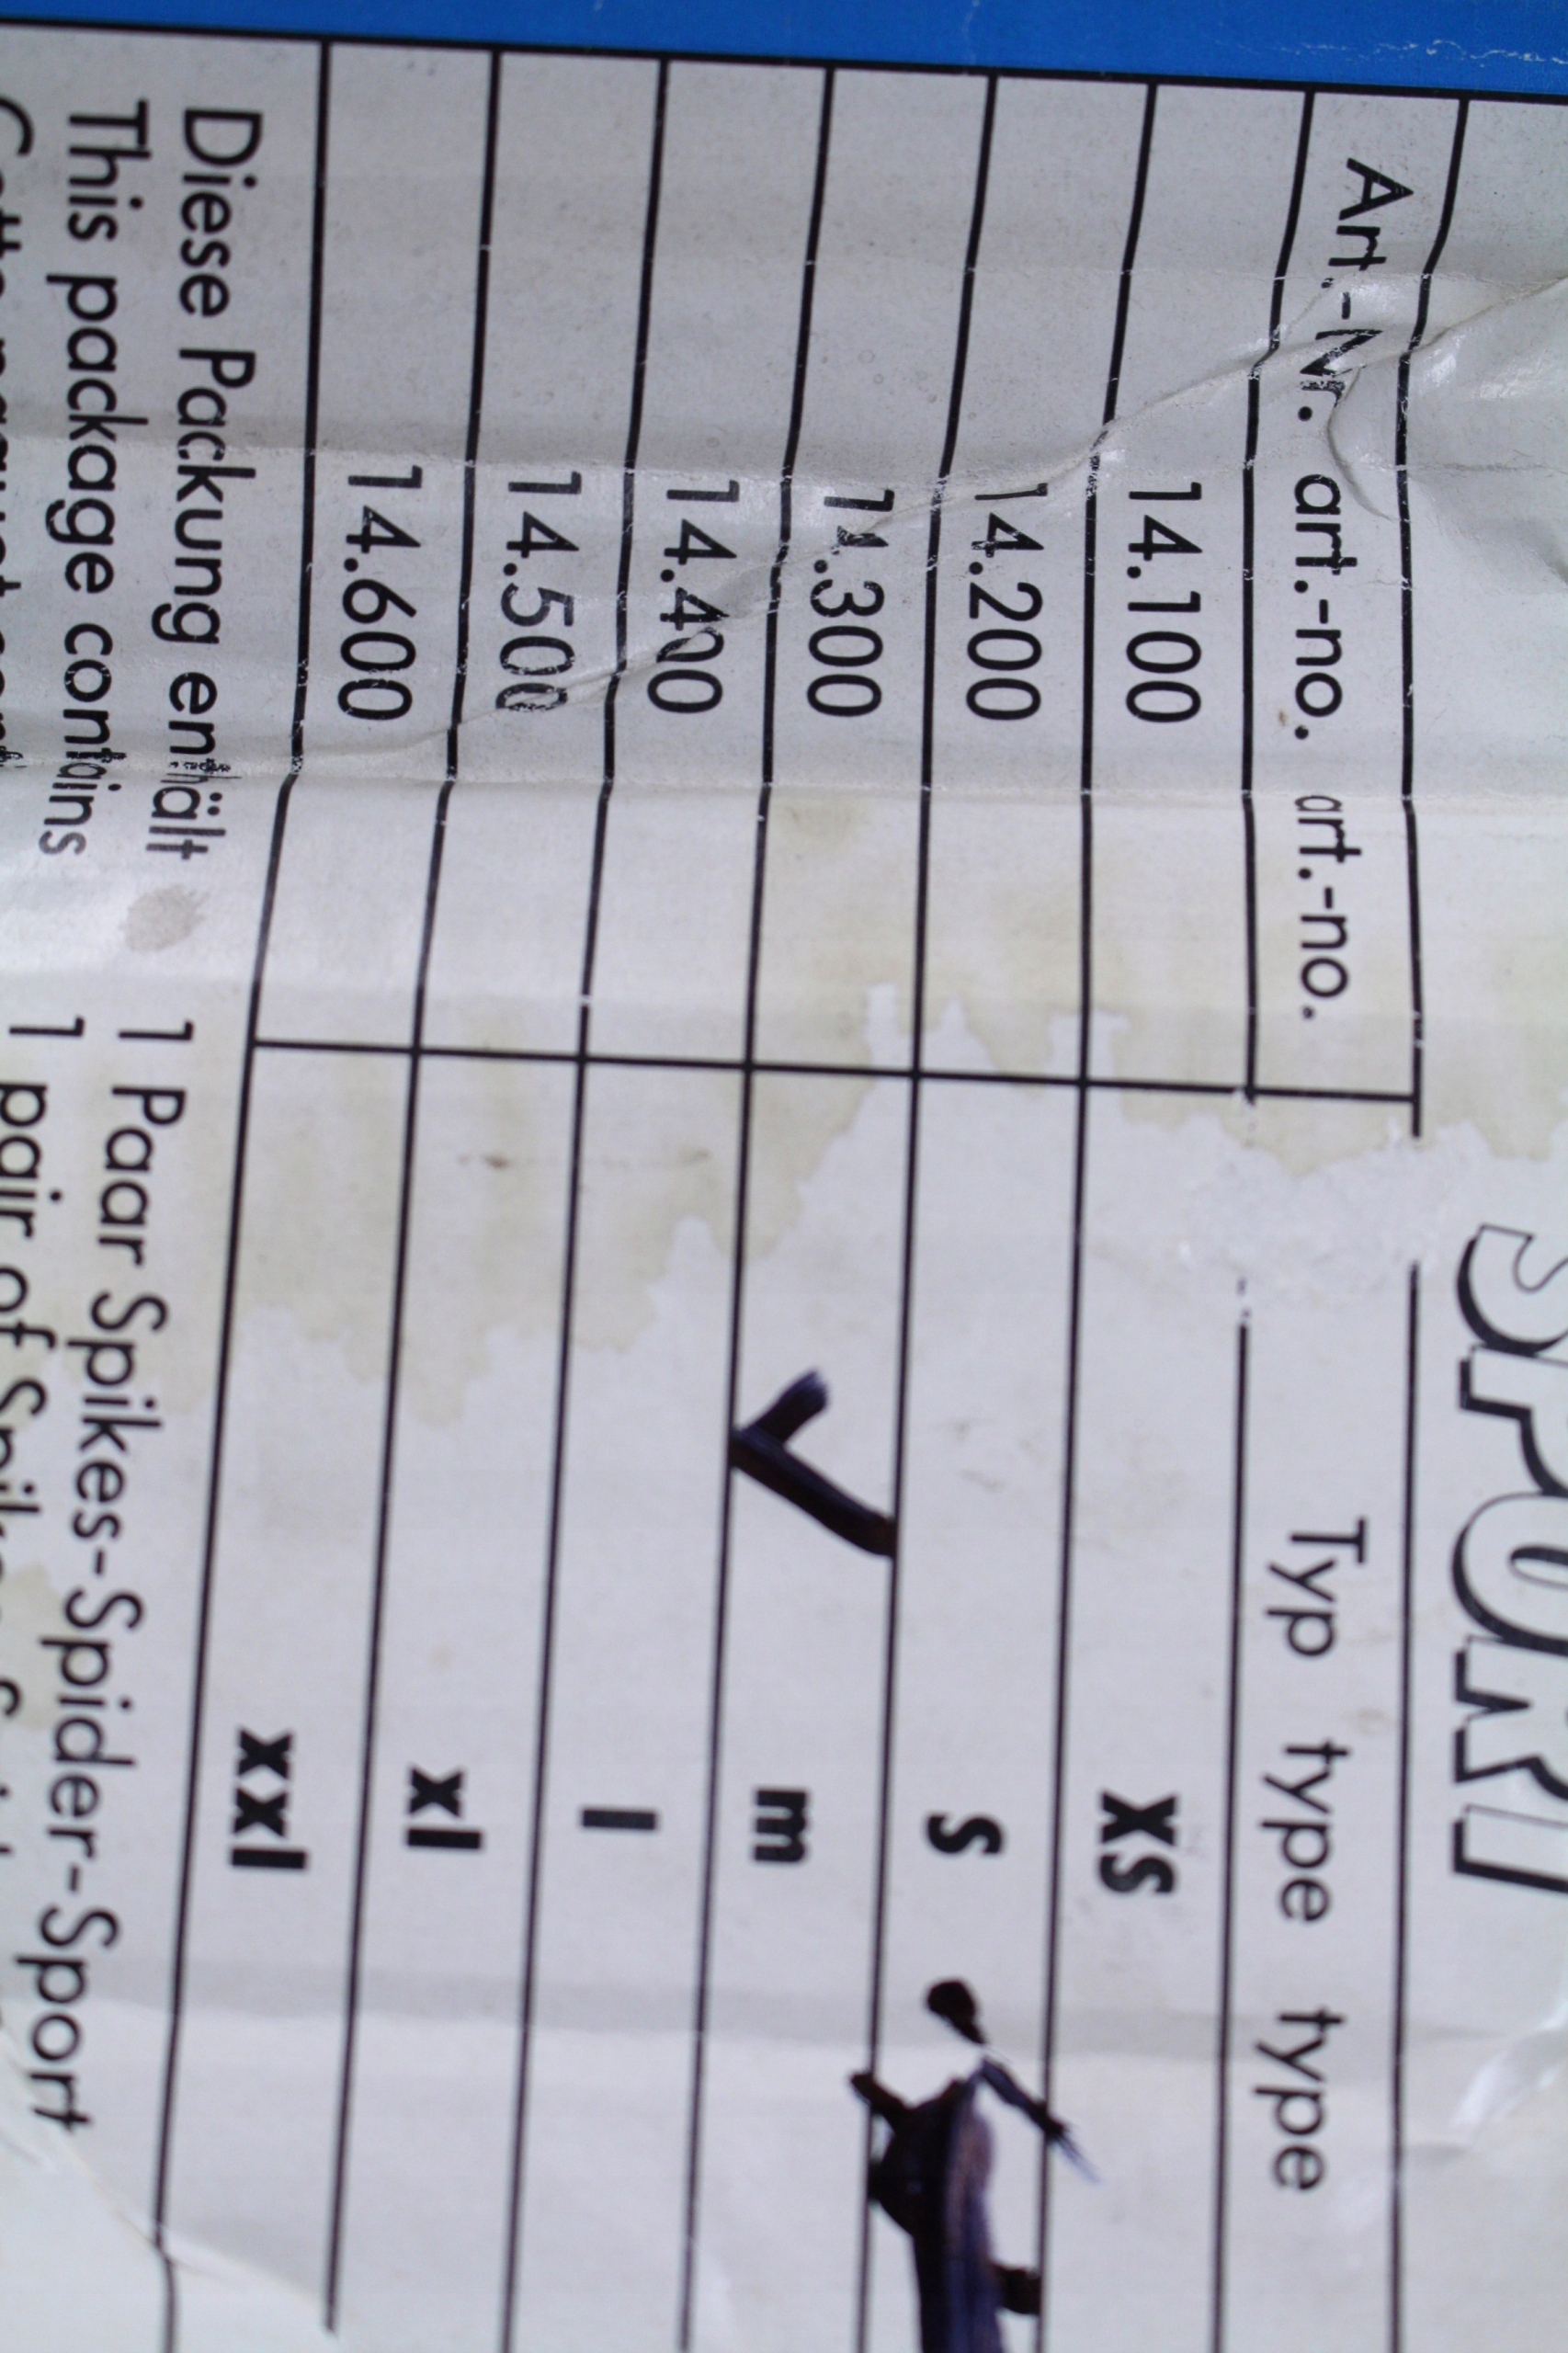 SPORT
Art.-Nr. art.-no. art.-no. Typ type type
14.100 xs
14.200 s
14.300 m
14.400 l
14.500 xl
14.600 xxl
Diese Packung enthält 1 Paar Spikes-Spider-Sport
This package contains 1 pair of